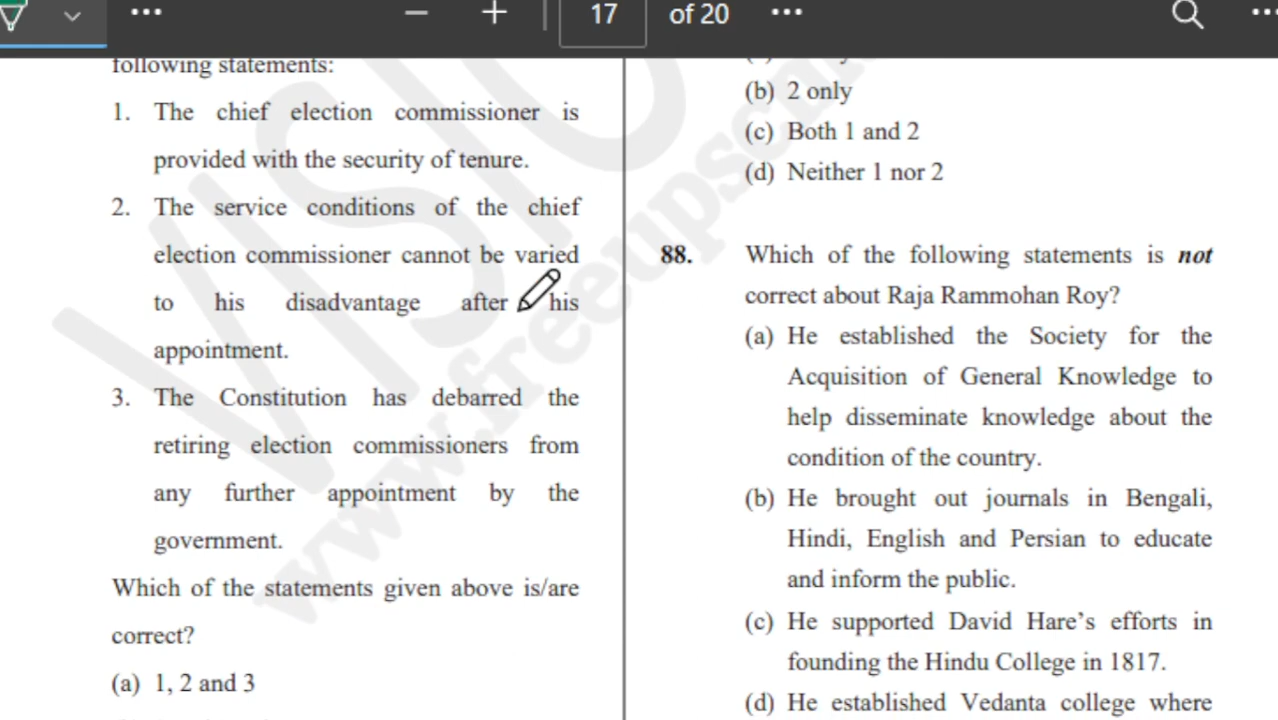 17 of 20
following statements:
1. The chief election commissioner is
provided with the security of tenure.
2. The service conditions of the chief
election commissioner cannot be varied
to his disadvantage after his
appointment.
3. The Constitution has debarred the
retiring election commissioners from
any further appointment by the
government.
Which of the statements given above is/are
correct?
(a) 1, 2 and 3
(b) 2 only
(c) Both 1 and 2
(d) Neither 1 nor 2
88. Which of the following statements is not
correct about Raja Rammohan Roy?
(a) He established the Society for the
Acquisition of General Knowledge to
help disseminate knowledge about the
condition of the country.
(b) He brought out journals in Bengali,
Hindi, English and Persian to educate
and inform the public.
(c) He supported David Hare's efforts in
founding the Hindu College in 1817.
(d) He established Vedanta college where